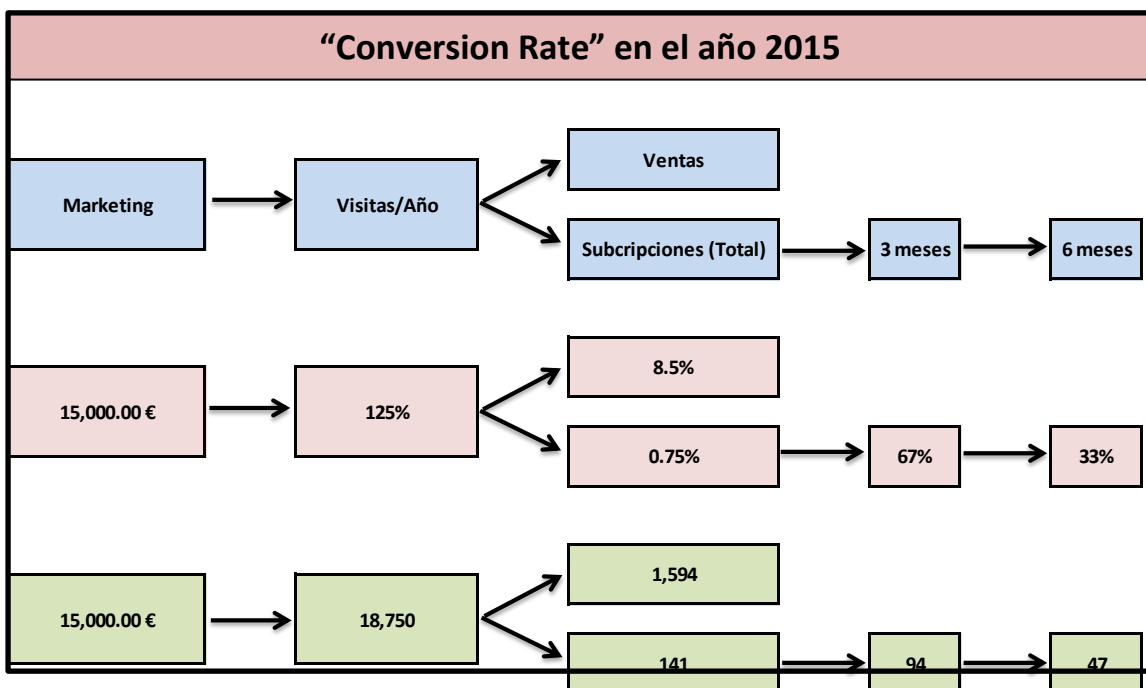 “Conversion Rate” en el año 2015
Marketing
Visitas/Año
Ventas
Subcripciones (Total)
3 meses
6 meses
15,000.00 €
125%
8.5%
0.75%
67%
33%
15,000.00 €
18,750
1,594
141
94
47